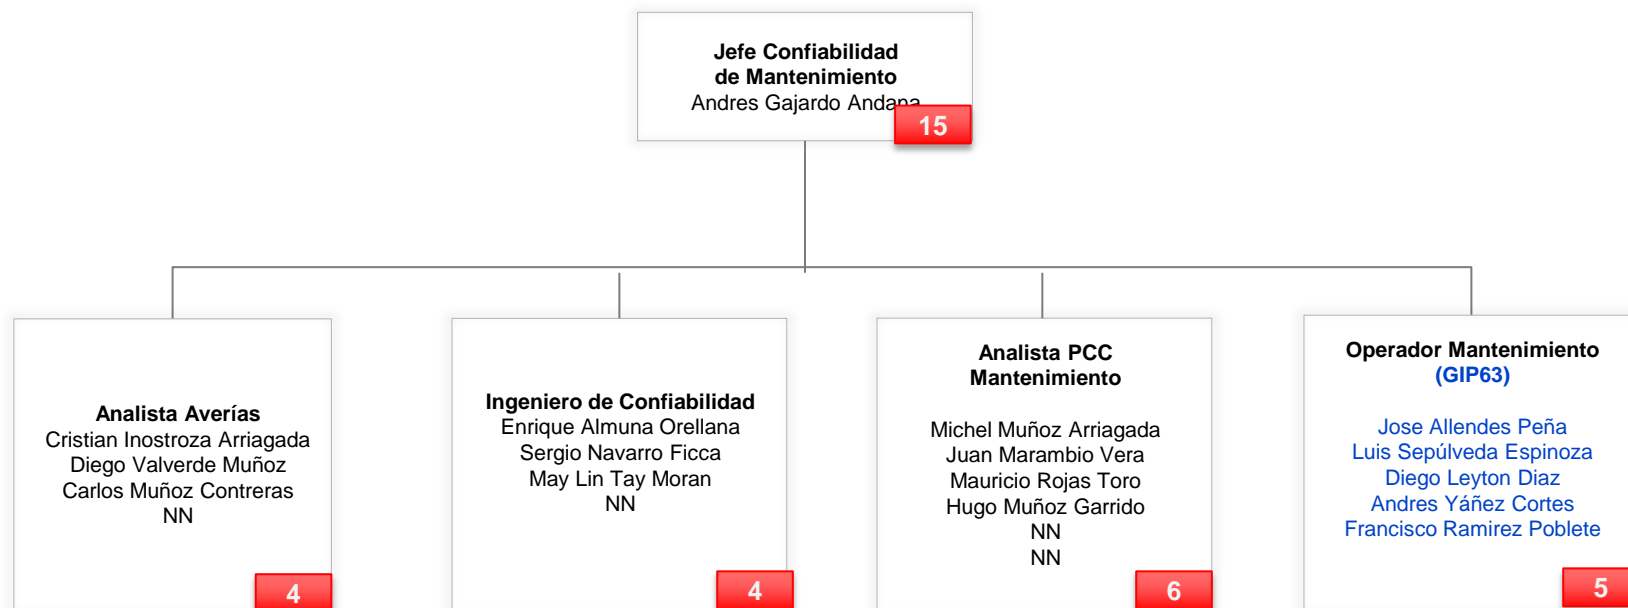 Jefe Confiabilidad
de Mantenimiento
Andres Gajardo Andana
15
Analista Averías
Cristian Inostroza Arriagada
Diego Valverde Muñoz
Carlos Muñoz Contreras
NN
4
Ingeniero de Confiabilidad
Enrique Almuna Orellana
Sergio Navarro Ficca
May Lin Tay Moran
NN
4
Analista PCC
Mantenimiento
Michel Muñoz Arriagada
Juan Marambio Vera
Mauricio Rojas Toro
Hugo Muñoz Garrido
NN
NN
6
Operador Mantenimiento
(GIP63)
Jose Allendes Peña
Luis Sepúlveda Espinoza
Diego Leyton Diaz
Andres Yáñez Cortes
Francisco Ramirez Poblete
5